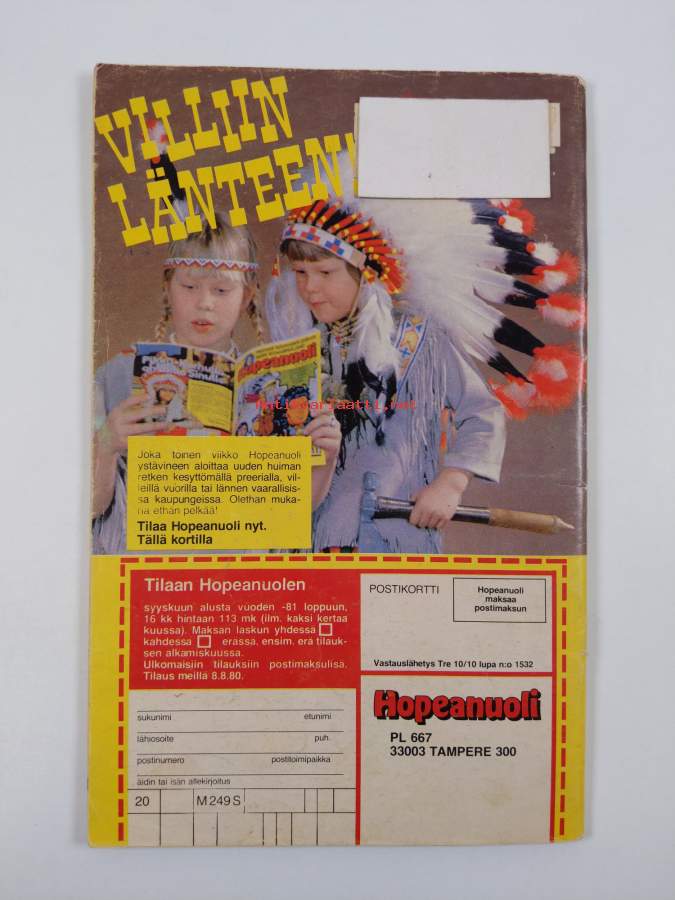 VILLIIN
LÄNTEEN!
Hopeanuoli
Antikvariaatti.net
Joka toinen viikko Hopeanuoli
ystävineen aloittaa uuden huiman
retken kesyttömällä preerialla, vil-
leillä vuorilla tai lännen vaarallisis-
sa kaupungeissa. Olethan muka-
na ethän pelkää!
Tilaa Hopeanuoli nyt.
Tällä kortilla
Tilaan Hopeanuolen
syyskuun alusta vuoden -81 loppuun,
16 kk hintaan 113 mk (ilm. kaksi kertaa
kuussa). Maksan laskun yhdessä
kahdessa erässä, ensim. erä tilauk-
sen alkamiskuussa.
Ulkomaisiin tilauksiin postimaksulisa.
Tilaus meillä 8.8.80.
sukunimi etunimi
lähiosoite puh.
postinumero postitoimipaikka
äidin tai isän allekirjoitus
20 M 249 S
POSTIKORTTI
Hopeanuoli
maksaa
postimaksun
Vastauslähetys Tre 10/10 lupa n:o 1532
Hopeanuoli
PL 667
33003 TAMPERE 300